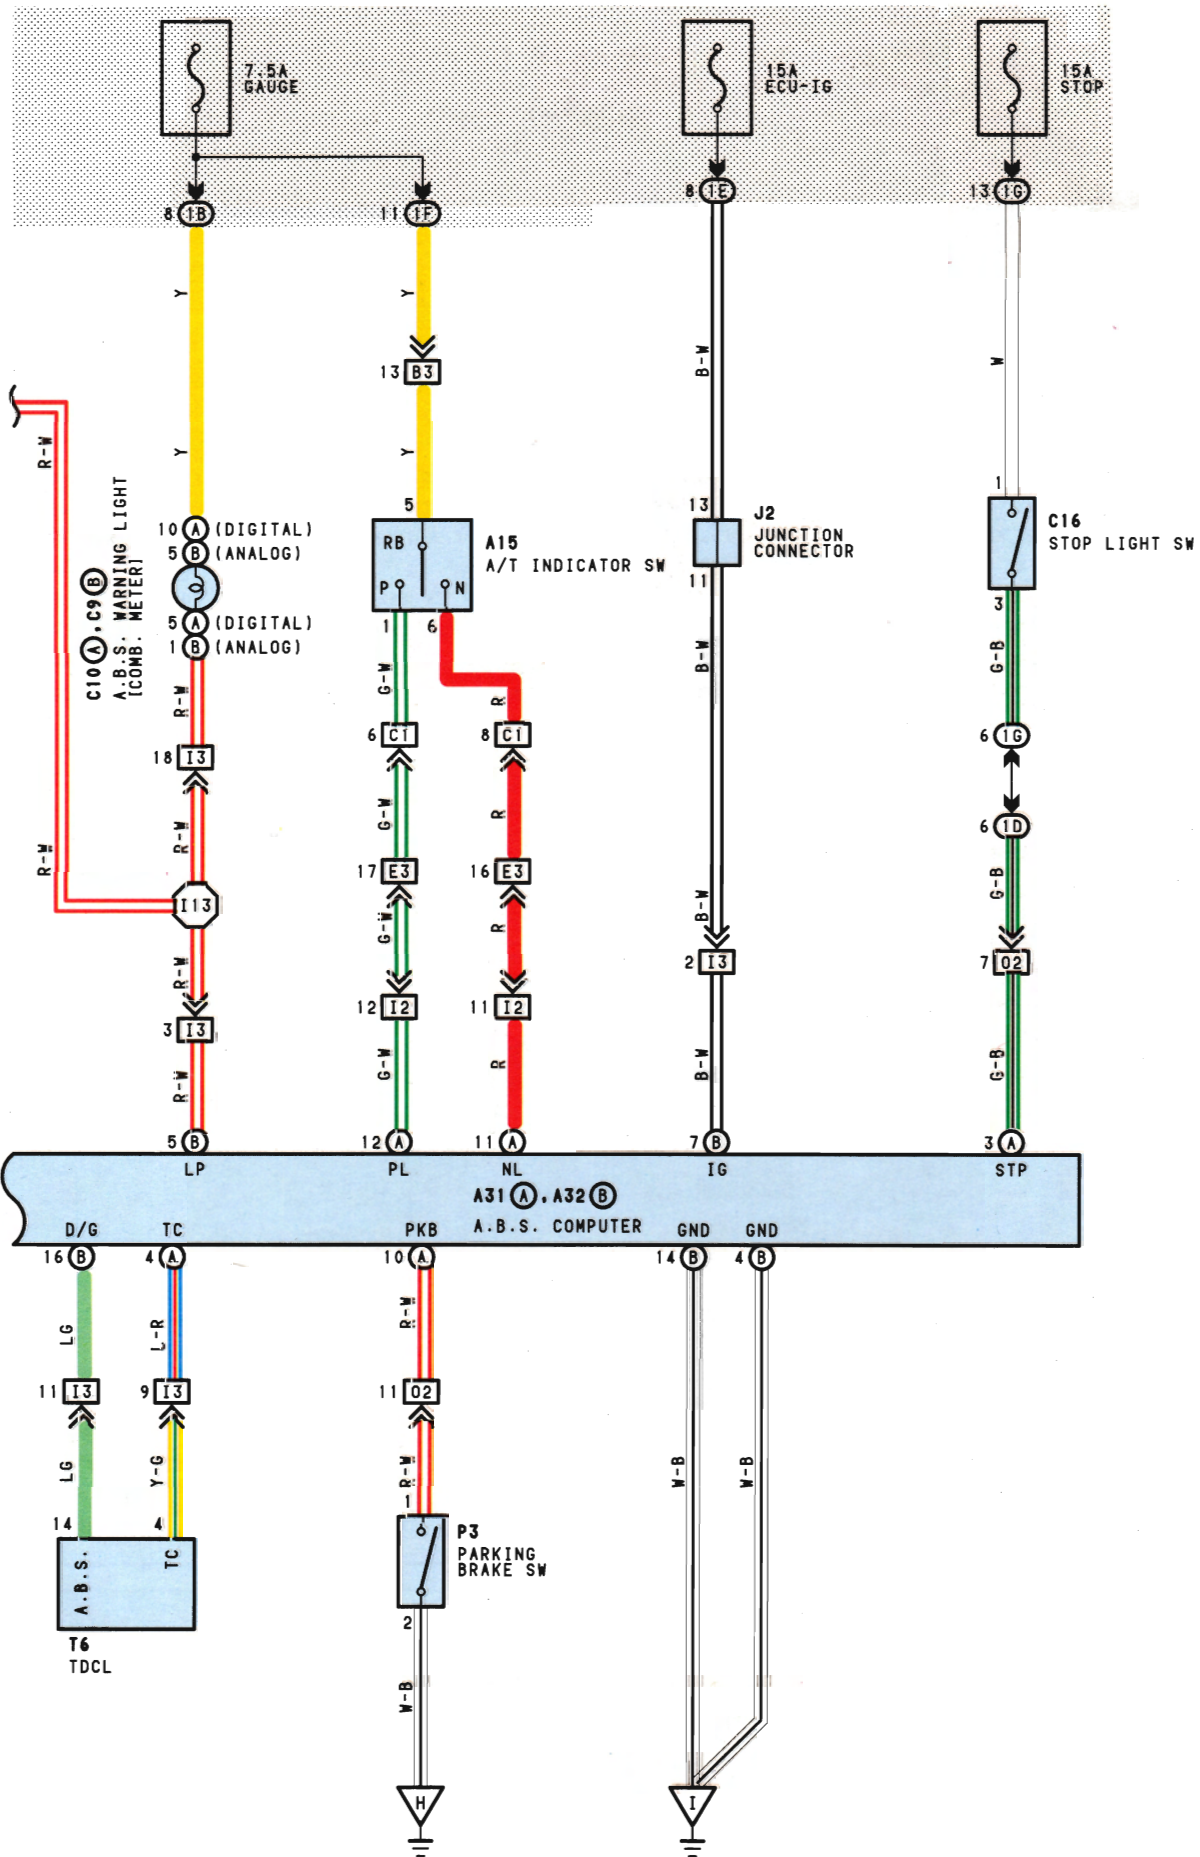 7.5A
GAUGE
15A
ECU-IG
15A
STOP
8 1B
11 1F
8 1E
13 1G
Y
Y
B-W
W
13 B3
R-W
Y
Y
5
13
1
C10 A, C9 B
A.B.S. WARNING LIGHT
[COMB. METER]
10 A (DIGITAL)
5 B (ANALOG)
5 A (DIGITAL)
1 B (ANALOG)
RB
P
N
A15
A/T INDICATOR SW
J2
JUNCTION
CONNECTOR
C16
STOP LIGHT SW
1
6
11
3
R-W
G-W
R
B-W
G-B
18 I3
6 C1
8 C1
6 1G
R-W
G-W
R
6 1D
R-W
17 E3
16 E3
I13
G-W
R
B-W
G-B
R-W
2 I3
7 O2
3 I3
12 I2
11 I2
R-W
G-W
R
B-W
G-B
5 B
12 A
11 A
7 B
3 A
LP
PL
NL
IG
STP
A31 A, A32 B
A.B.S. COMPUTER
D/G
TC
PKB
GND
GND
16 B
4 A
10 A
14 B
4 B
LG
L-R
R-W
11 I3
9 I3
11 O2
LG
Y-G
R-W
W-B
W-B
14
4
1
A.B.S.
TC
P3
PARKING
BRAKE SW
2
T6
TDCL
W-B
H
I